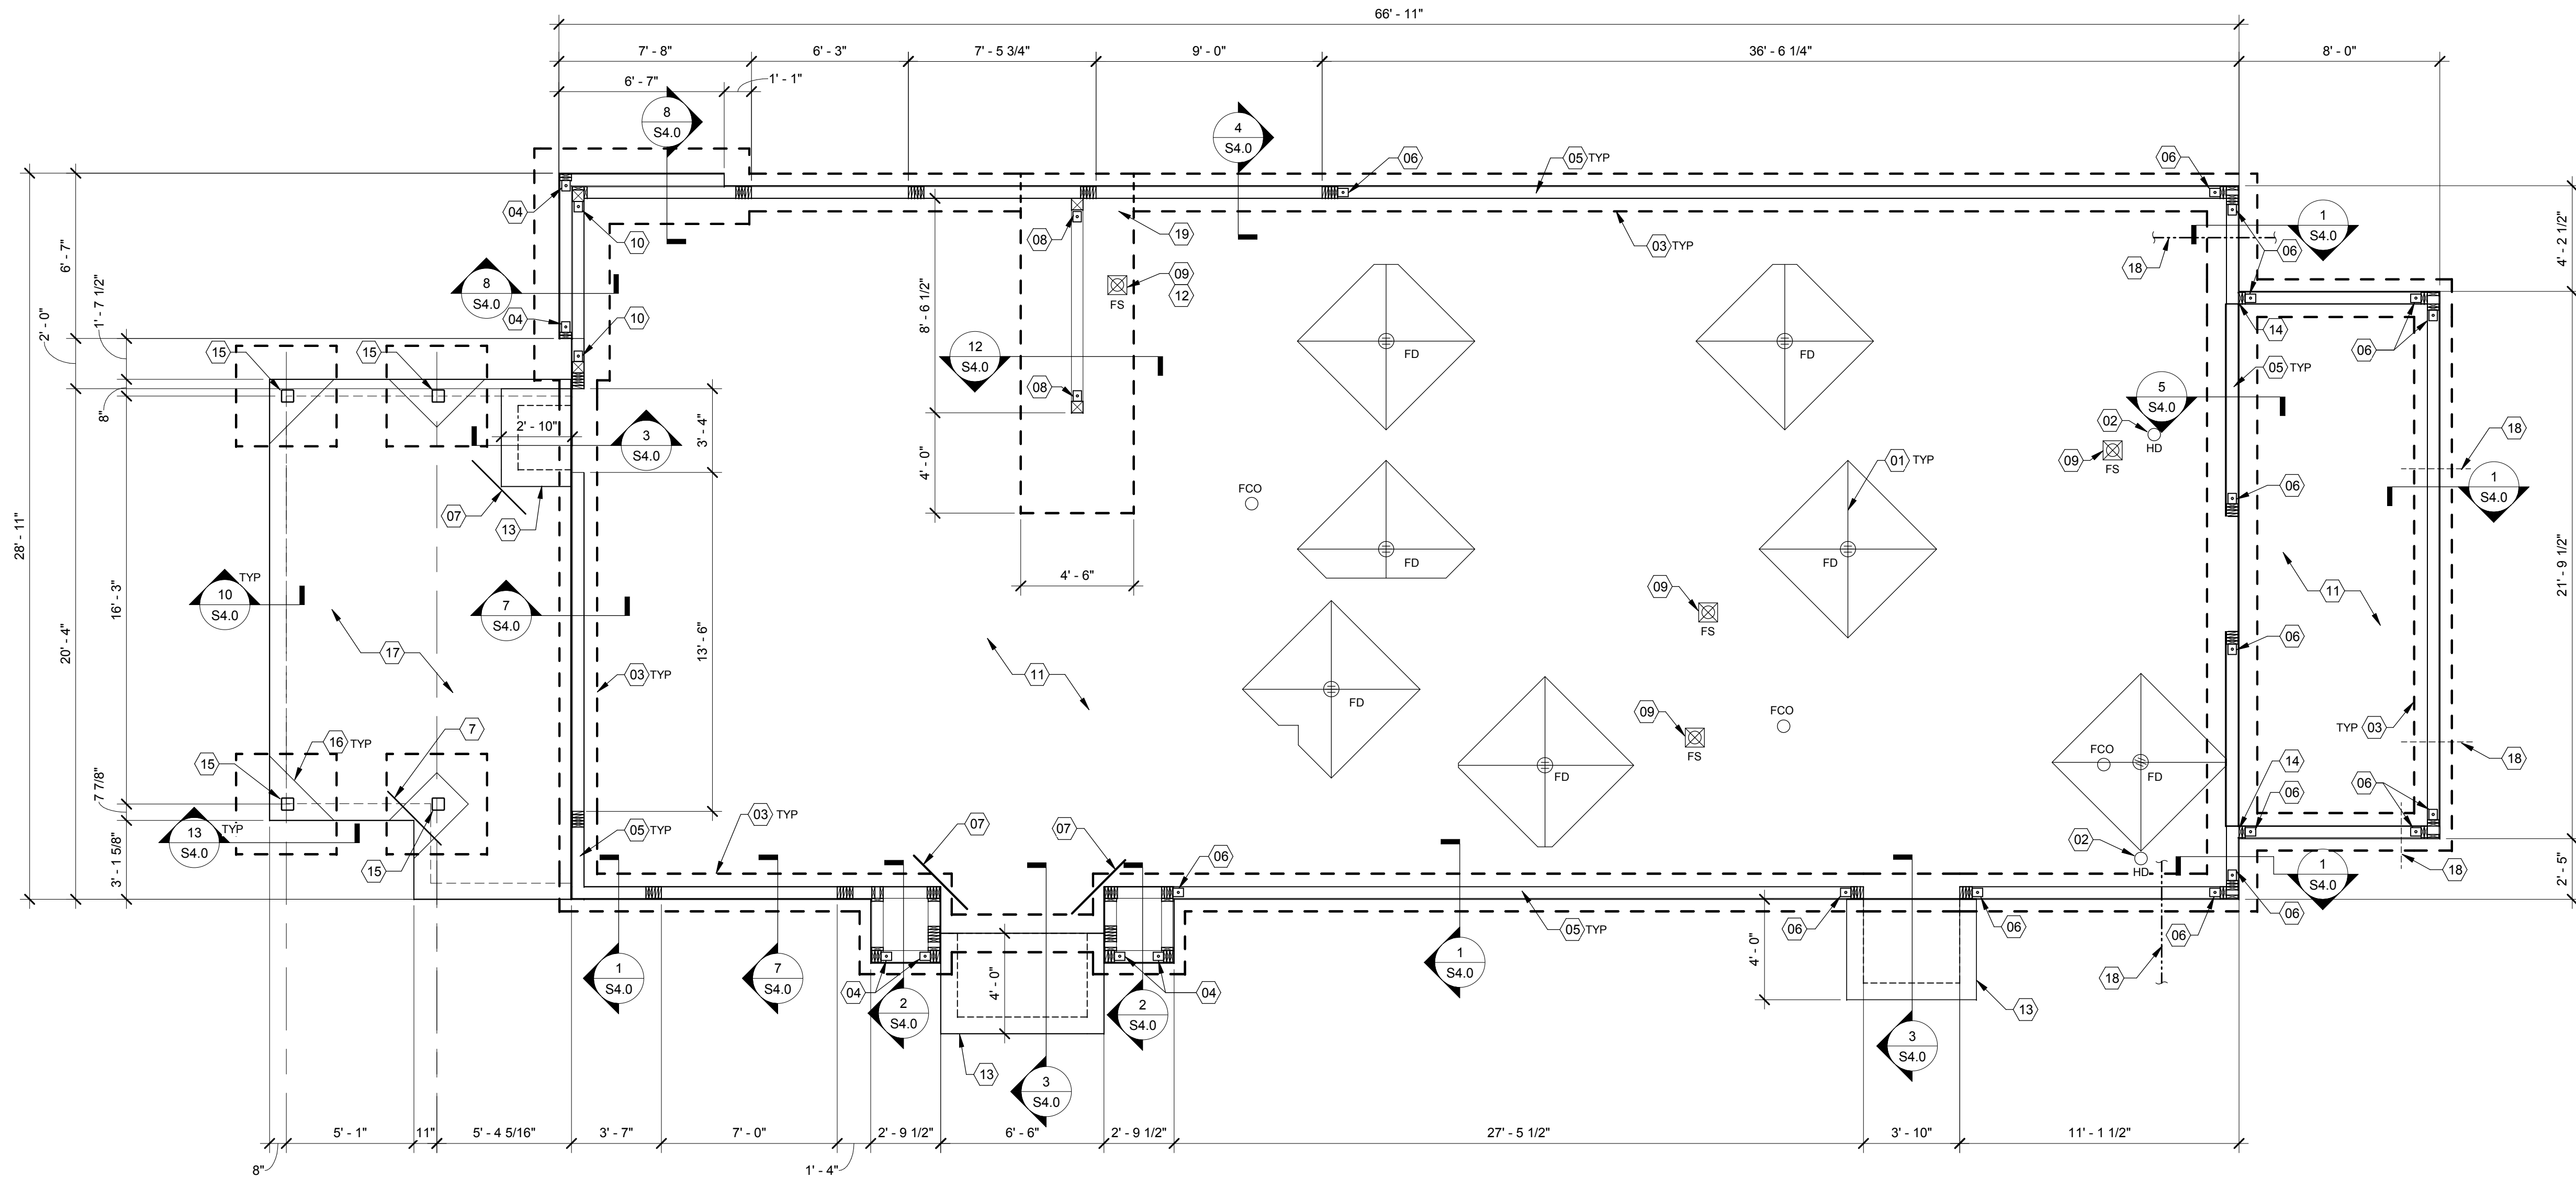 66' - 11"
7' - 8"
6' - 3"
7' - 5 3/4"
9' - 0"
36' - 6 1/4"
8' - 0"
6' - 7"
1' - 1"
8
S4.0
4
S4.0
06
05 TYP
06
04
10
08
19
03 TYP
18
1
S4.0
06
4' - 2 1/2"
28' - 11"
6' - 7"
2' - 0"
1' - 7 1/2"
8
S4.0
04
10
8' - 6 1/2"
09
12
FS
12
S4.0
FD
FD
14
05 TYP
06
15
15
8"
08
5
S4.0
02
HD
09
FS
2' - 10"
3
S4.0
3' - 4"
4' - 0"
01 TYP
18
1
S4.0
07
13
FCO
06
FD
FD
21' - 9 1/2"
4' - 6"
10
S4.0
TYP
7
S4.0
16' - 3"
20' - 4"
13' - 6"
09
FS
11
06
17
03 TYP
11
FD
09
FS
FCO
16 TYP
7
15
7 7/8"
FCO
FD
FD
TYP 03
18
14
06
06
13
S4.0
TYP
3' - 1 5/8"
15
05 TYP
03 TYP
07
07
06
02
HD
1
S4.0
18
2' - 5"
06
06
06
06
05 TYP
1
S4.0
7
S4.0
04
2
S4.0
4' - 0"
2
S4.0
04
1
S4.0
4' - 0"
18
13
13
3
S4.0
3
S4.0
8"
5' - 1"
11"
5' - 4 5/16"
3' - 7"
7' - 0"
1' - 4"
2' - 9 1/2"
6' - 6"
2' - 9 1/2"
27' - 5 1/2"
3' - 10"
11' - 1 1/2"